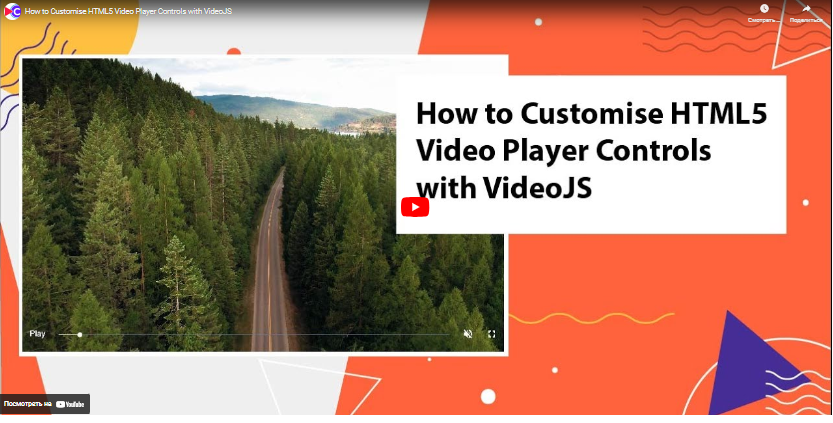 How to Customise HTML5 Video Player Controls with VideoJS
Смотреть...
Поделиться
How to Customise HTML5
Video Player Controls
with VideoJS
Play
Посмотреть на YouTube